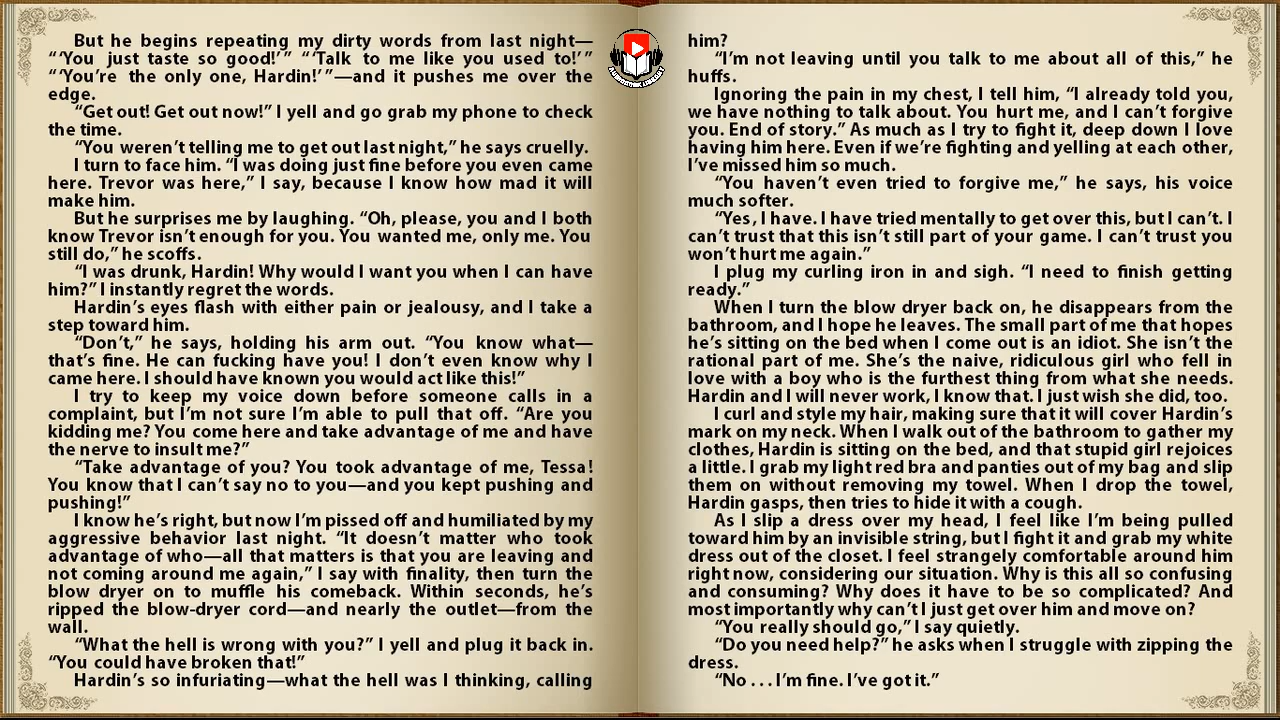 But he begins repeating my dirty words from last night—
“‘You just taste so good!’” “‘Talk to me like you used to!’”
“‘You’re the only one, Hardin!’”—and it pushes me over the
edge.
“Get out! Get out now!” I yell and go grab my phone to check
the time.
“You weren’t telling me to get out last night,” he says cruelly.
I turn to face him. “I was doing just fine before you even came
here. Trevor was here,” I say, because I know how mad it will
make him.
But he surprises me by laughing. “Oh, please, you and I both
know Trevor isn’t enough for you. You wanted me, only me. You
still do,” he scoffs.
“I was drunk, Hardin! Why would I want you when I can have
him?” I instantly regret the words.
Hardin’s eyes flash with either pain or jealousy, and I take a
step toward him.
“Don’t,” he says, holding his arm out. “You know what—
that’s fine. He can fucking have you! I don’t even know why I
came here. I should have known you would act like this!”
I try to keep my voice down before someone calls in a
complaint, but I’m not sure I’m able to pull that off. “Are you
kidding me? You come here and take advantage of me and have
the nerve to insult me?”
“Take advantage of you? You took advantage of me, Tessa!
You know that I can’t say no to you—and you kept pushing and
pushing!”
I know he’s right, but now I’m pissed off and humiliated by my
aggressive behavior last night. “It doesn’t matter who took
advantage of who—all that matters is that you are leaving and
not coming around me again,” I say with finality, then turn the
blow dryer on to muffle his comeback. Within seconds, he’s
ripped the blow-dryer cord—and nearly the outlet—from the
wall.
“What the hell is wrong with you?” I yell and plug it back in.
“You could have broken that!”
Hardin’s so infuriating—what the hell was I thinking, calling
him?
“I’m not leaving until you talk to me about all of this,” he
huffs.
Ignoring the pain in my chest, I tell him, “I already told you,
we have nothing to talk about. You hurt me, and I can’t forgive
you. End of story.” As much as I try to fight it, deep down I love
having him here. Even if we’re fighting and yelling at each other,
I’ve missed him so much.
“You haven’t even tried to forgive me,” he says, his voice
much softer.
“Yes, I have. I have tried mentally to get over this, but I can’t. I
can’t trust that this isn’t still part of your game. I can’t trust you
won’t hurt me again.”
I plug my curling iron in and sigh. “I need to finish getting
ready.”
When I turn the blow dryer back on, he disappears from the
bathroom, and I hope he leaves. The small part of me that hopes
he’s sitting on the bed when I come out is an idiot. She isn’t the
rational part of me. She’s the naive, ridiculous girl who fell in
love with a boy who is the furthest thing from what she needs.
Hardin and I will never work, I know that. I just wish she did, too.
I curl and style my hair, making sure that it will cover Hardin’s
mark on my neck. When I walk out of the bathroom to gather my
clothes, Hardin is sitting on the bed, and that stupid girl rejoices
a little. I grab my light red bra and panties out of my bag and slip
them on without removing my towel. When I drop the towel,
Hardin gasps, then tries to hide it with a cough.
As I slip a dress over my head, I feel like I’m being pulled
toward him by an invisible string, but I fight it and grab my white
dress out of the closet. I feel strangely comfortable around him
right now, considering our situation. Why is this all so confusing
and consuming? Why does it have to be so complicated? And
most importantly why can’t I just get over him and move on?
“You really should go,” I say quietly.
“Do you need help?” he asks when I struggle with zipping the
dress.
“No . . . I’m fine. I’ve got it.”